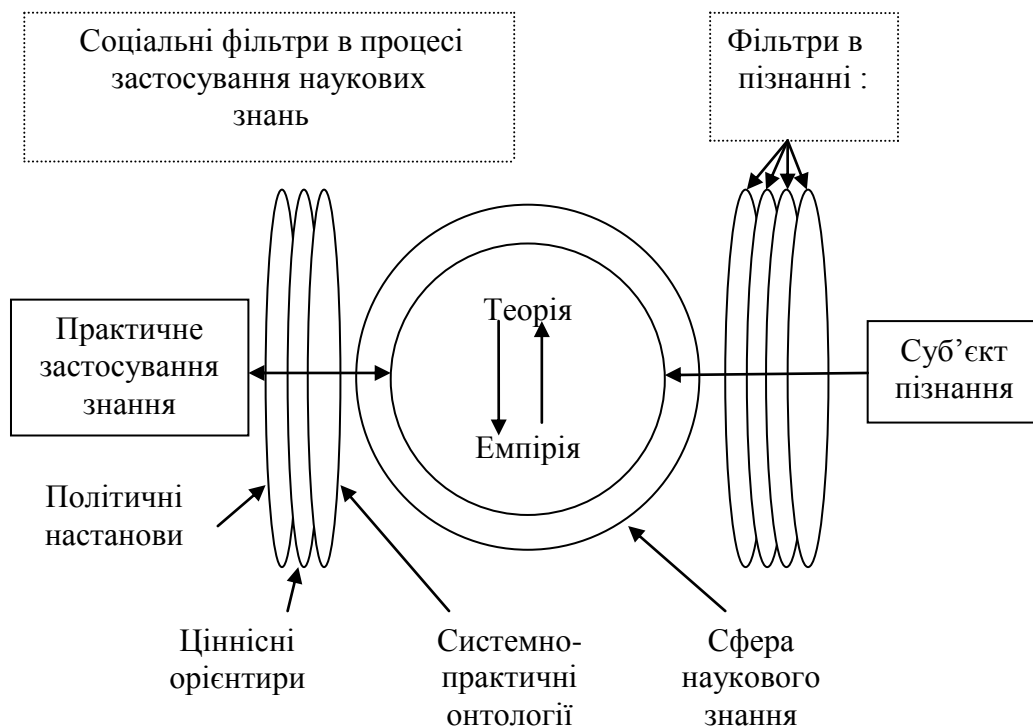 Соціальні фільтри в процесі
застосування наукових
знань
Фільтри в
пізнанні :
Теорія
Емпірія
Практичне
застосування
знання
Суб’єкт
пізнання
Політичні
настанови
Ціннісні
орієнтири
Системно-
практичні
онтології
Сфера
наукового
знання